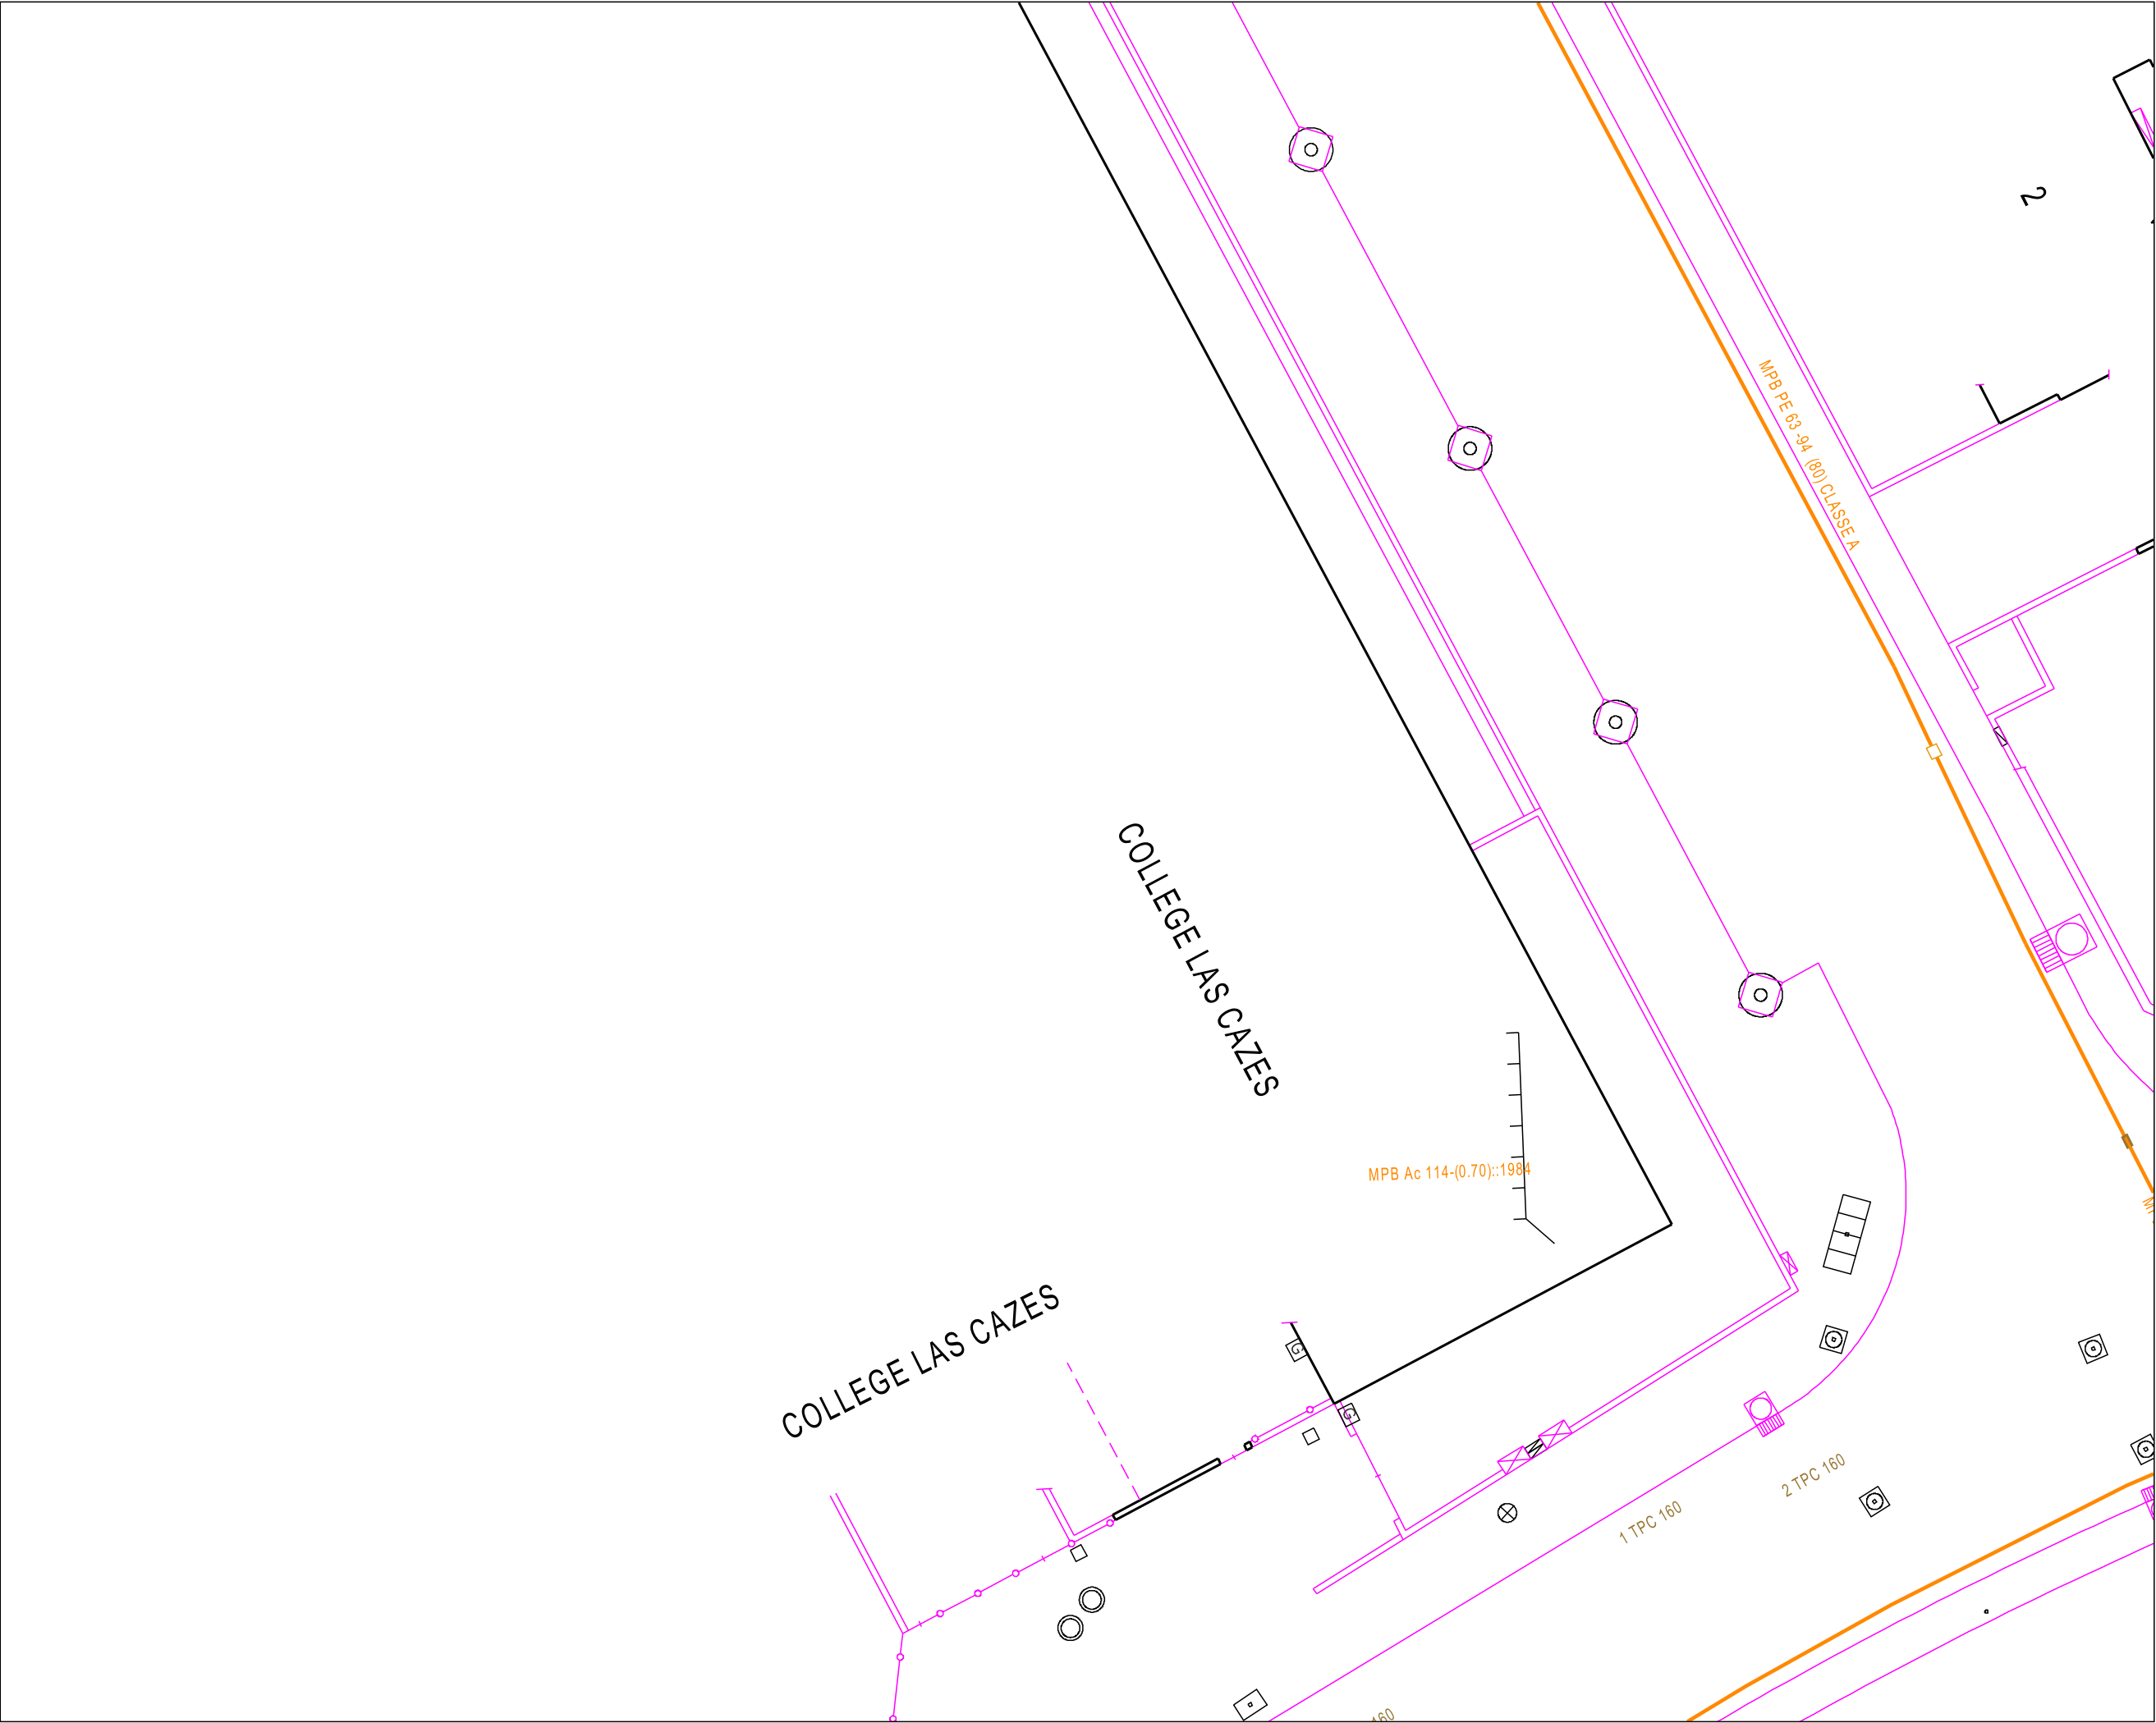 2
MPB PE 63 -94 (80) CLASSE A
COLLEGE LAS CAZES
MPB Ac 114-(0.70)::1984
COLLEGE LAS CAZES
G
G
2 TPC 160
1 TPC 160
160